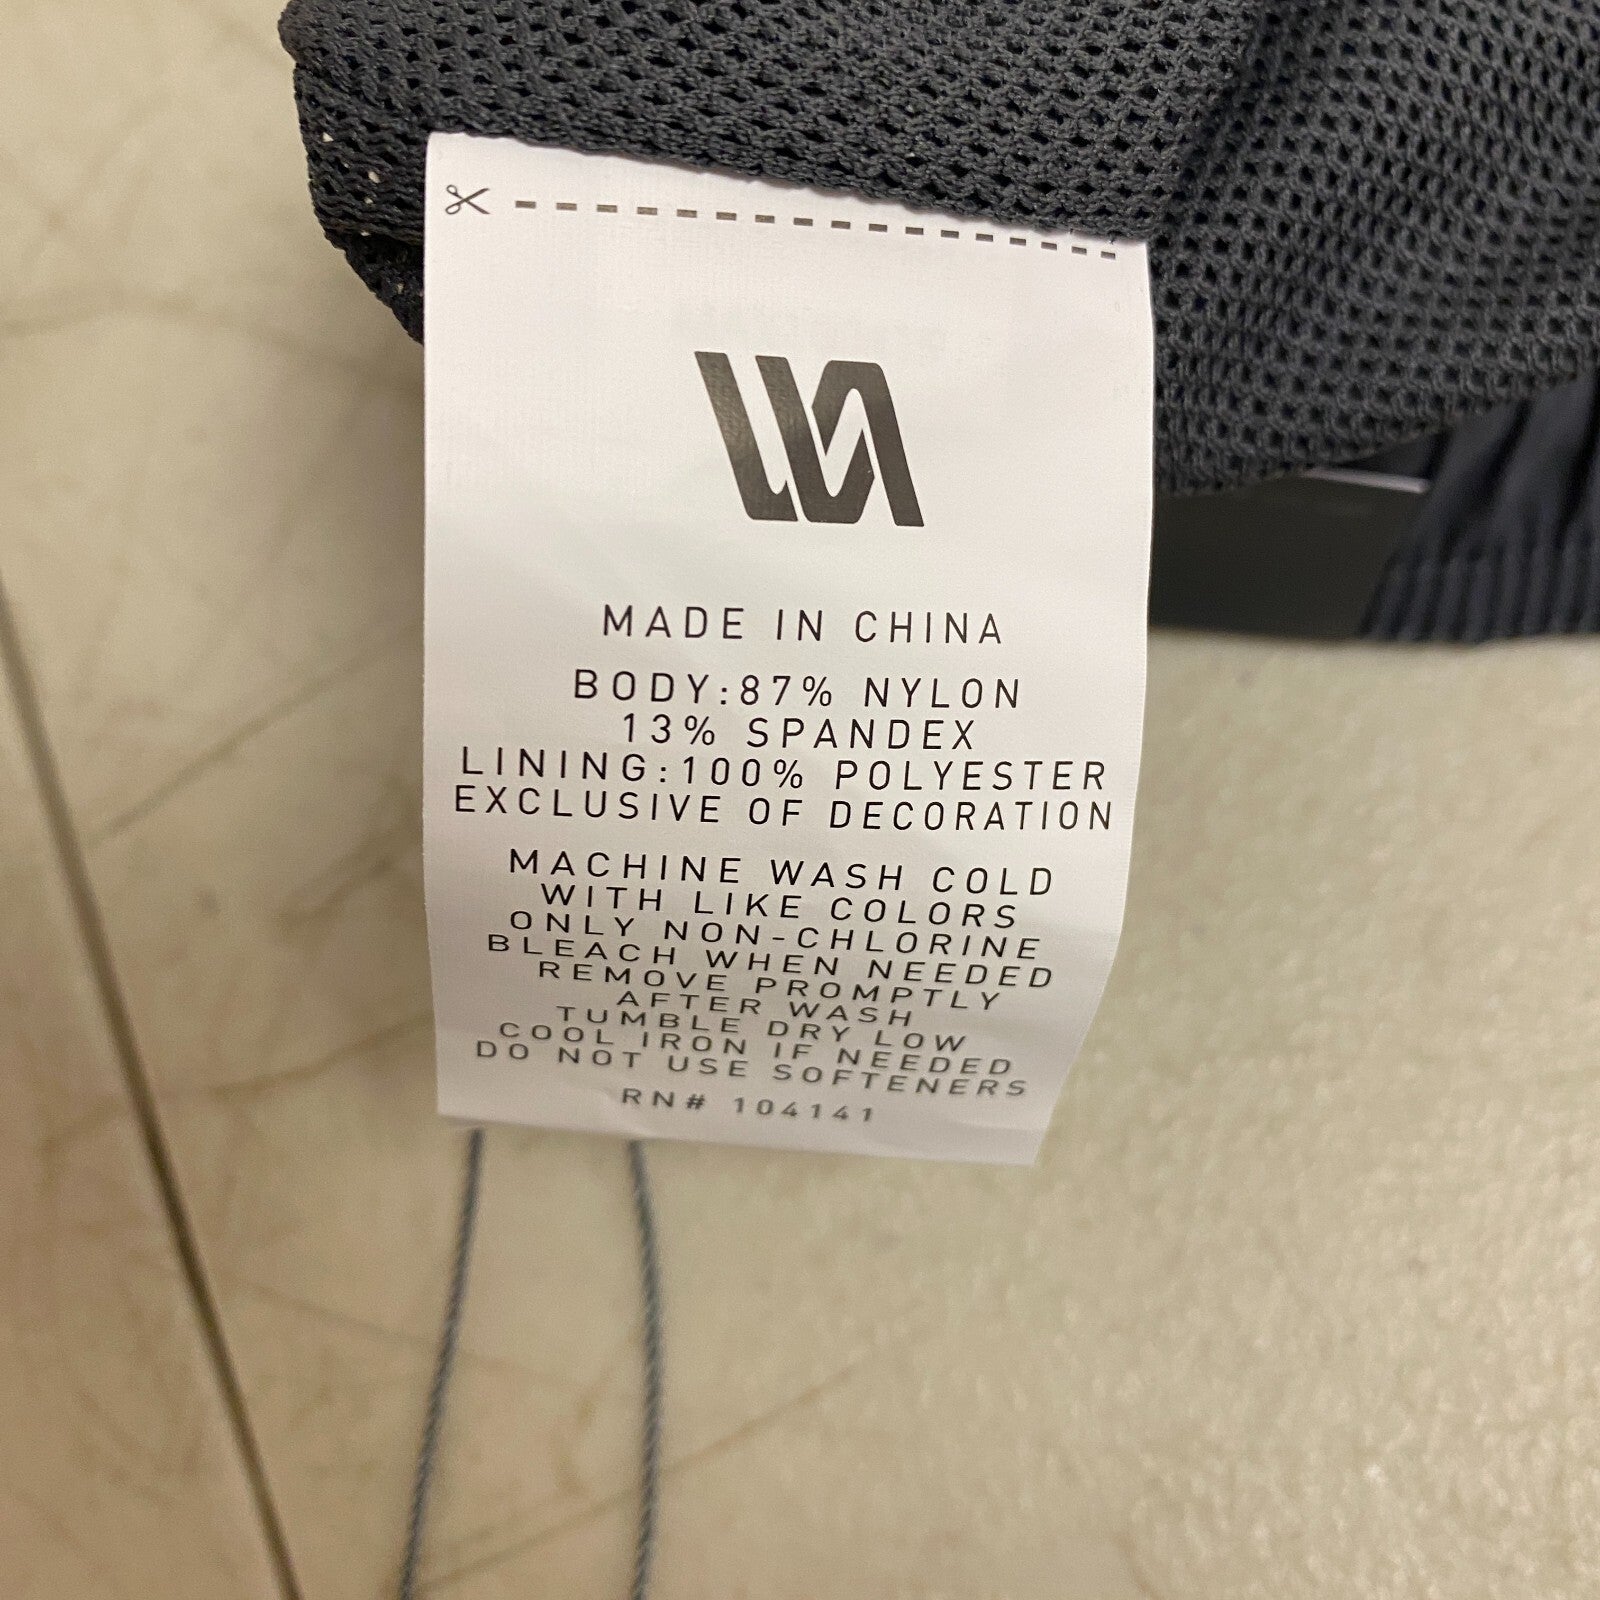 MADE IN CHINA
BODY:87% NYLON
13% SPANDEX
LINING:100% POLYESTER
EXCLUSIVE OF DECORATION
MACHINE WASH COLD
WITH LIKE COLORS
ONLY NON-CHLORINE
BLEACH WHEN NEEDED
REMOVE PROMPTLY
AFTER WASH
TUMBLE DRY LOW
COOL IRON IF NEEDED
DO NOT USE SOFTENERS
RN# 104141